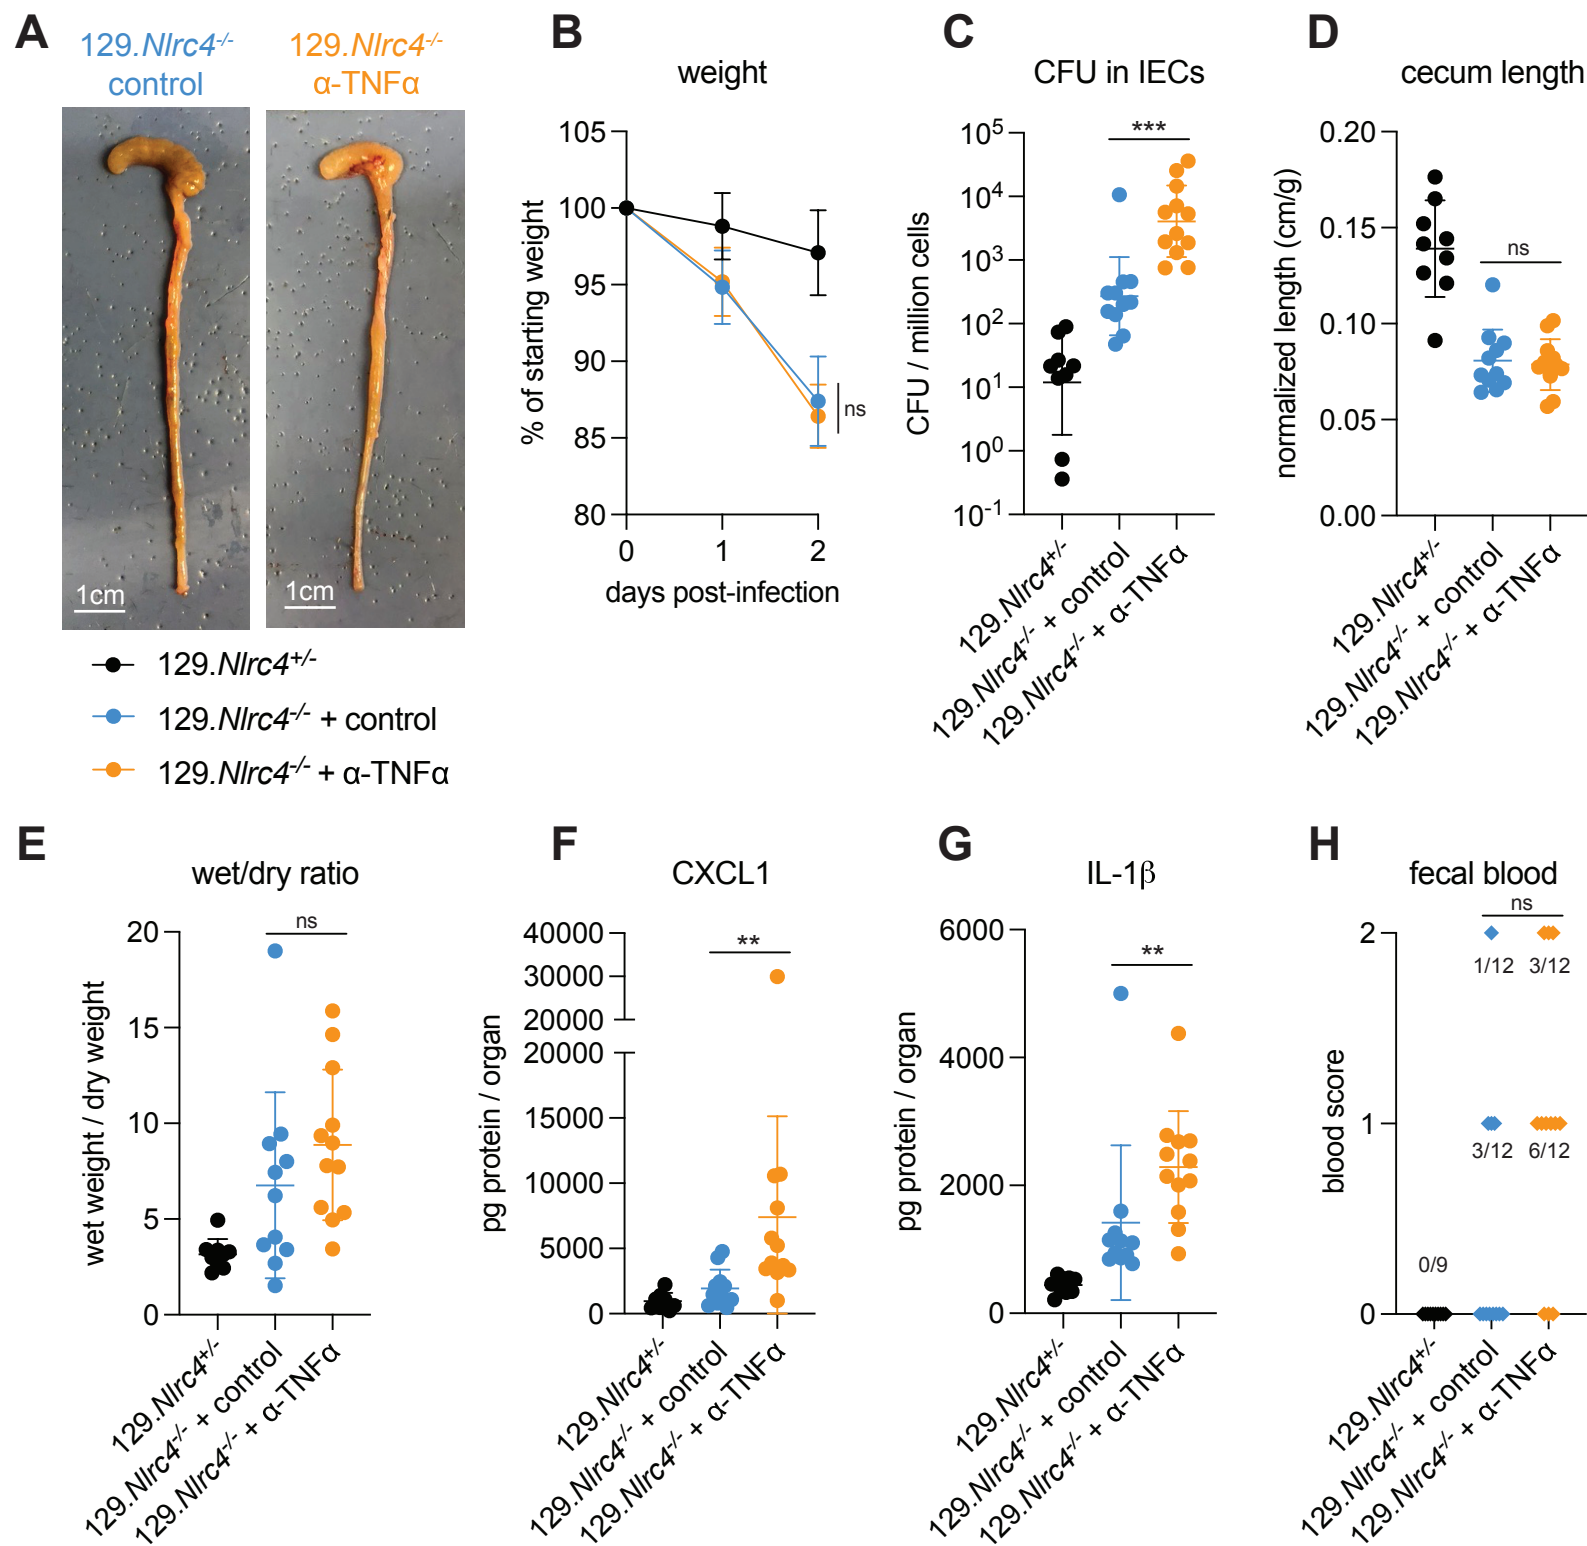 A
129.Nlrc4-/-
control
129.Nlrc4-/-
α-TNFα
1cm
1cm
129.Nlrc4+/-
129.Nlrc4-/- + control
129.Nlrc4-/- + α-TNFα
B
weight
% of starting weight
105
100
95
90
85
80
ns
0
1
2
days post-infection
C
CFU in IECs
CFU / million cells
10^5
10^4
10^3
10^2
10^1
10^0
10^-1
***
129.Nlrc4+/-
129.Nlrc4-/- + control
129.Nlrc4-/- + α-TNFα
D
cecum length
normalized length (cm/g)
0.20
0.15
0.10
0.05
0.00
ns
129.Nlrc4+/-
129.Nlrc4-/- + control
129.Nlrc4-/- + α-TNFα
E
wet/dry ratio
wet weight / dry weight
20
15
10
5
0
ns
129.Nlrc4+/-
129.Nlrc4-/- + control
129.Nlrc4-/- + α-TNFα
F
CXCL1
pg protein / organ
40000
30000
20000
20000
15000
10000
5000
0
**
129.Nlrc4+/-
129.Nlrc4-/- + control
129.Nlrc4-/- + α-TNFα
G
IL-1β
pg protein / organ
6000
4000
2000
0
**
129.Nlrc4+/-
129.Nlrc4-/- + control
129.Nlrc4-/- + α-TNFα
H
fecal blood
blood score
ns
2
1
0
1/12
3/12
3/12
6/12
0/9
129.Nlrc4+/-
129.Nlrc4-/- + control
129.Nlrc4-/- + α-TNFα